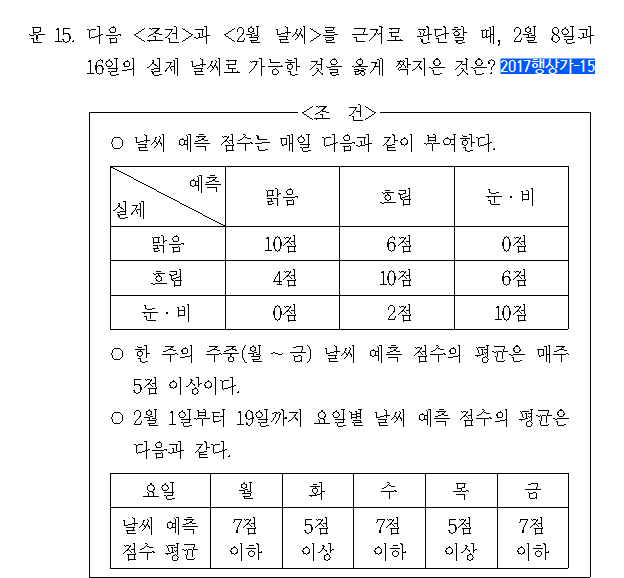 문 15. 다음 <조건>과 <2월 날씨>를 근거로 판단할 때, 2월 8일과
16일의 실제 날씨로 가능한 것을 옳게 짝지은 것은? 2017행상가-15
<조 건>
○ 날씨 예측 점수는 매일 다음과 같이 부여한다.
예측
실제
맑음 흐림 눈·비
맑음 10점 6점 0점
흐림 4점 10점 6점
눈·비 0점 2점 10점
○ 한 주의 주중(월~금) 날씨 예측 점수의 평균은 매주
5점 이상이다.
○ 2월 1일부터 19일까지 요일별 날씨 예측 점수의 평균은
다음과 같다.
요일 월 화 수 목 금
날씨 예측 7점 5점 7점 5점 7점
점수 평균 이하 이상 이하 이상 이하